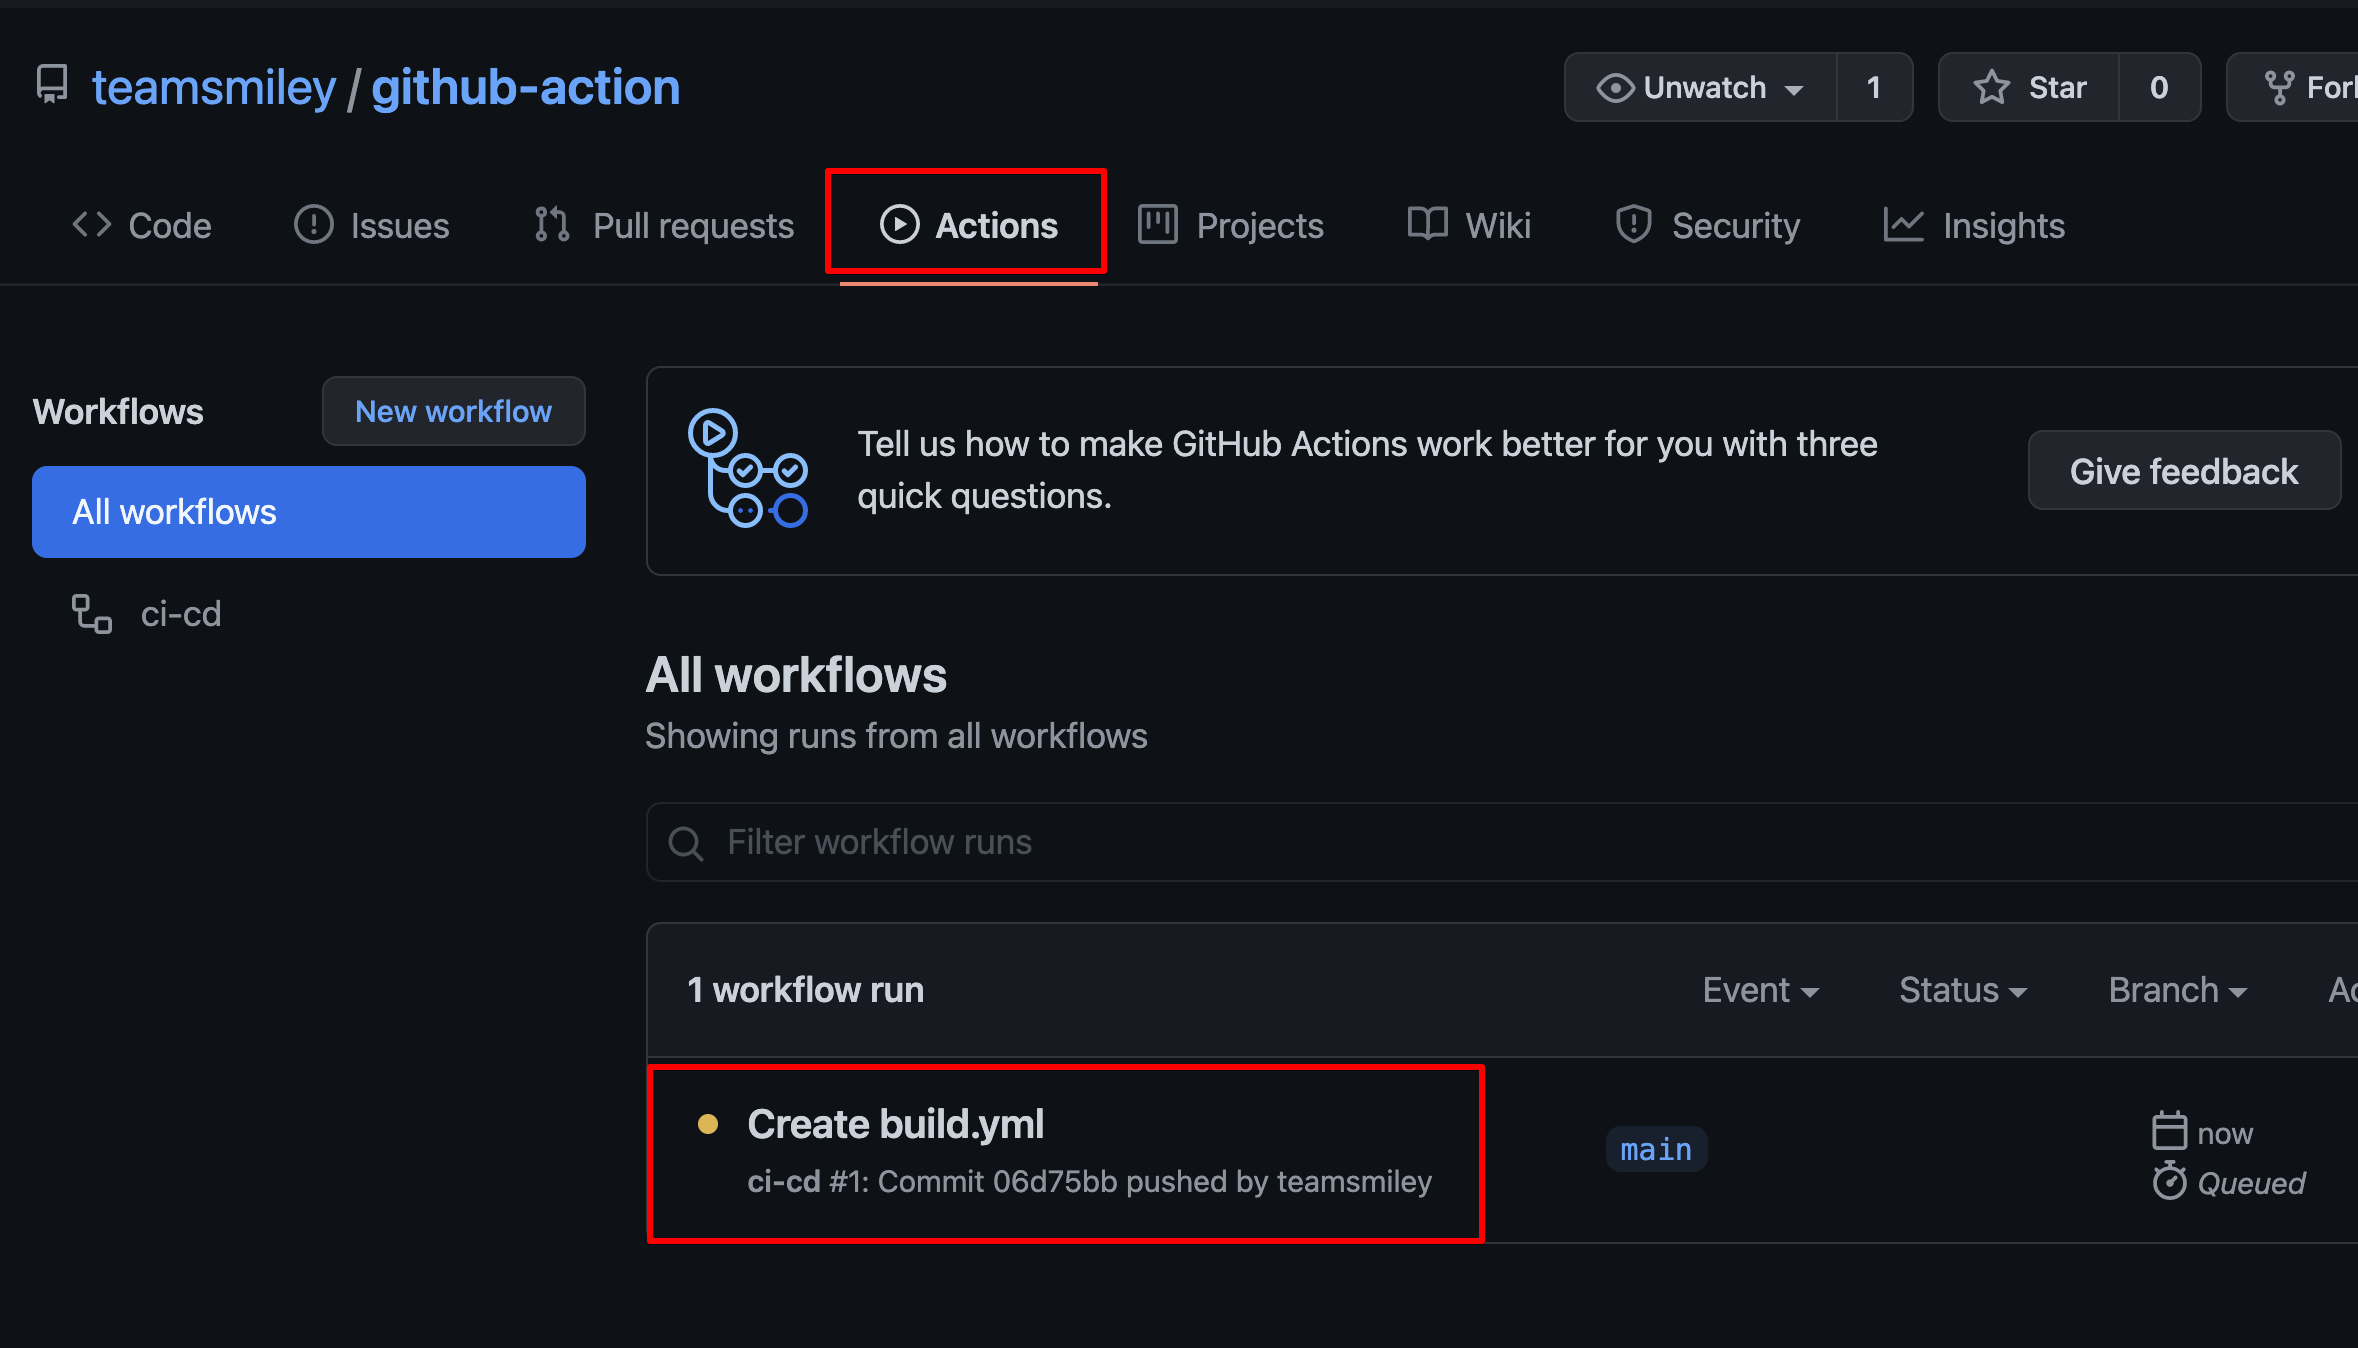 teamsmiley / github-action
Unwatch 1
Star 0
Code
Issues
Pull requests
Actions
Projects
Wiki
Security
Insights
Workflows
New workflow
All workflows
ci-cd
Tell us how to make GitHub Actions work better for you with three
quick questions.
Give feedback
All workflows
Showing runs from all workflows
Filter workflow runs
1 workflow run
Event
Status
Branch
Create build.yml
ci-cd #1: Commit 06d75bb pushed by teamsmiley
main
now
Queued